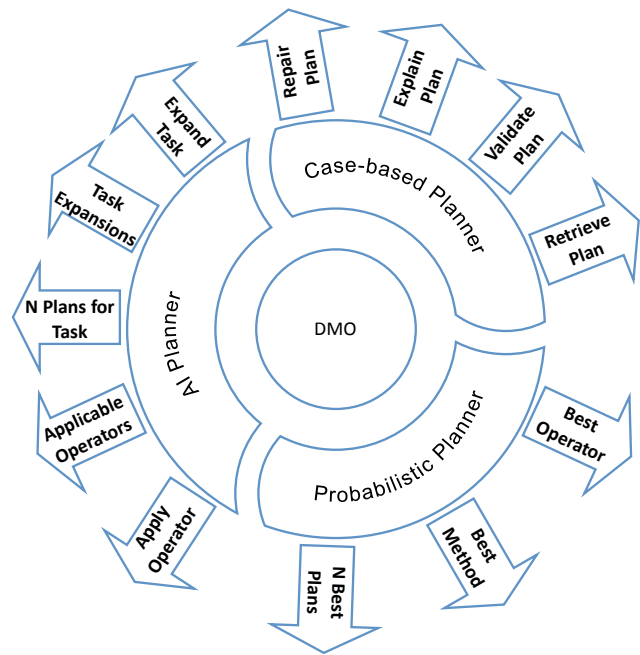 Repair
Plan
Explain
Plan
Validate
Plan
Retrieve
Plan
Expand
Task
Task
Expansions
N Plans for
Task
Applicable
Operators
Apply
Operator
N Best
Plans
Best
Method
Best
Operator
Case-based Planner
AI Planner
Probabilistic Planner
DMO